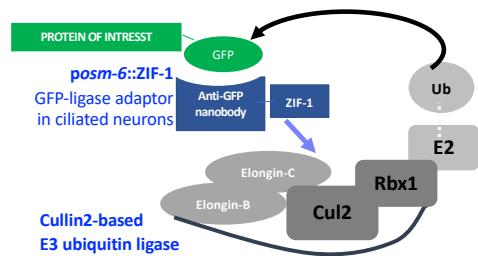 PROTEIN OF INTRESST
GFP
posm-6::ZIF-1
GFP-ligase adaptor
in ciliated neurons
Anti-GFP
nanobody
ZIF-1
Ub
E2
Elongin-C
Rbx1
Elongin-B
Cul2
Cullin2-based
E3 ubiquitin ligase